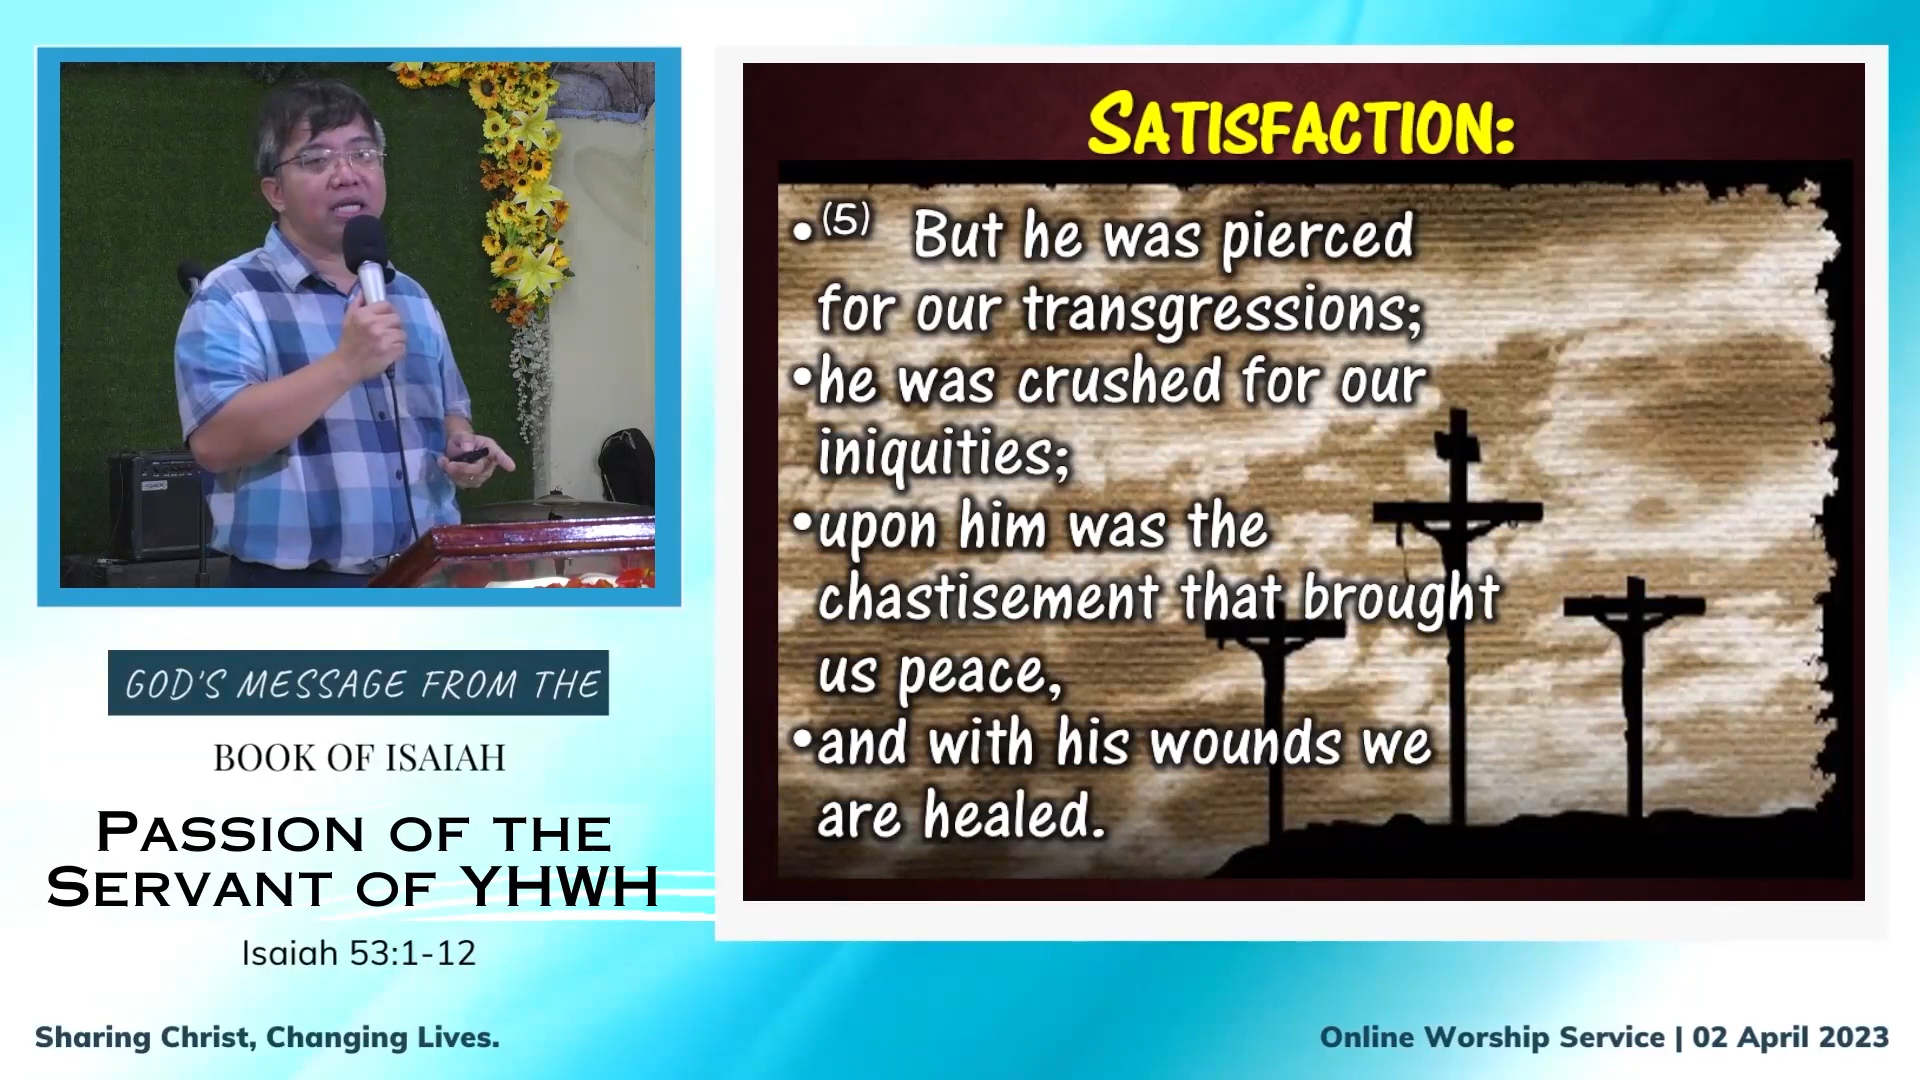 SATISFACTION:
•(5) But he was pierced
for our transgressions;
•he was crushed for our
iniquities;
•upon him was the
chastisement that brought
us peace,
•and with his wounds we
are healed.
GOD'S MESSAGE FROM THE
BOOK OF ISAIAH
PASSION OF THE
SERVANT OF YHWH
Isaiah 53:1-12
Sharing Christ, Changing Lives.
Online Worship Service | 02 April 2023